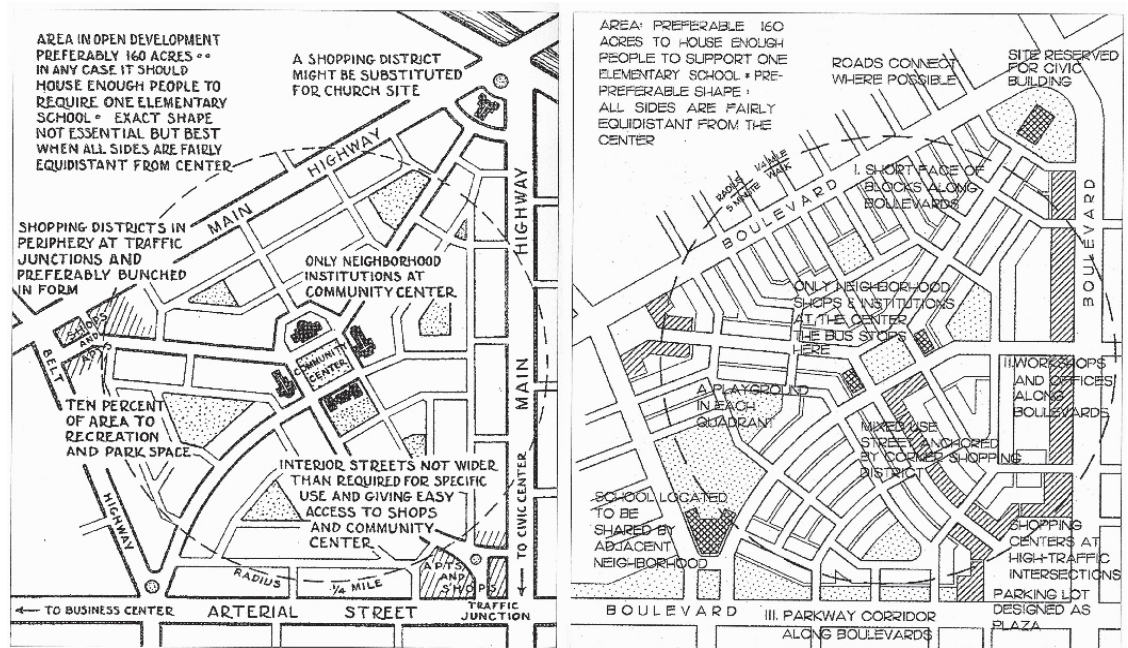 AREA IN OPEN DEVELOPMENT
PREFERABLY 160 ACRES ••
IN ANY CASE IT SHOULD
HOUSE ENOUGH PEOPLE TO
REQUIRE ONE ELEMENTARY
SCHOOL • EXACT SHAPE
NOT ESSENTIAL BUT BEST
WHEN ALL SIDES ARE FAIRLY
EQUIDISTANT FROM CENTER
A SHOPPING DISTRICT
MIGHT BE SUBSTITUTED
FOR CHURCH SITE
MAIN HIGHWAY
HIGHWAY
MAIN
SHOPPING DISTRICTS IN
PERIPHERY AT TRAFFIC
JUNCTIONS AND
PREFERABLY BUNCHED
IN FORM
ONLY NEIGHBORHOOD
INSTITUTIONS AT
COMMUNITY CENTER
SHOPS
AND
APTS
BELT
HIGHWAY
COMMUNITY
CENTER
TEN PERCENT
OF AREA TO
RECREATION
AND PARK SPACE
INTERIOR STREETS NOT WIDER
THAN REQUIRED FOR SPECIFIC
USE AND GIVING EASY
ACCESS TO SHOPS
AND COMMUNITY
CENTER
→ TO CIVIC CENTER
APTS
AND
SHOPS
RADIUS 1/4 MILE
← TO BUSINESS CENTER
ARTERIAL STREET
TRAFFIC
JUNCTION
AREA: PREFERABLE 160
ACRES TO HOUSE ENOUGH
PEOPLE TO SUPPORT ONE
ELEMENTARY SCHOOL • PRE-
PREFERABLE SHAPE :
ALL SIDES ARE FAIRLY
EQUIDISTANT FROM THE
CENTER
ROADS CONNECT
WHERE POSSIBLE
SITE RESERVED
FOR CIVIC
BUILDING
RADIUS 1/4 MILE
5 MINUTE WALK
BOULEVARD
I. SHORT FACE OF
BLOCKS ALONG
BOULEVARDS
BOULEVARD
ONLY NEIGHBORHOOD
SHOPS & INSTITUTIONS
AT THE CENTER
THE BUS STOPS
HERE
II.WORKSHOPS
AND OFFICES
ALONG
BOULEVARDS
A PLAYGROUND
IN EACH
QUADRANT
MIXED USE
STREET ANCHORED
BY CORNER SHOPPING
DISTRICT
SCHOOL LOCATED
TO BE
SHARED BY
ADJACENT
NEIGHBORHOOD
SHOPPING
CENTERS AT
HIGH-TRAFFIC
INTERSECTIONS
PARKING LOT
DESIGNED AS
PLAZA
BOULEVARD
III. PARKWAY CORRIDOR
ALONG BOULEVARDS